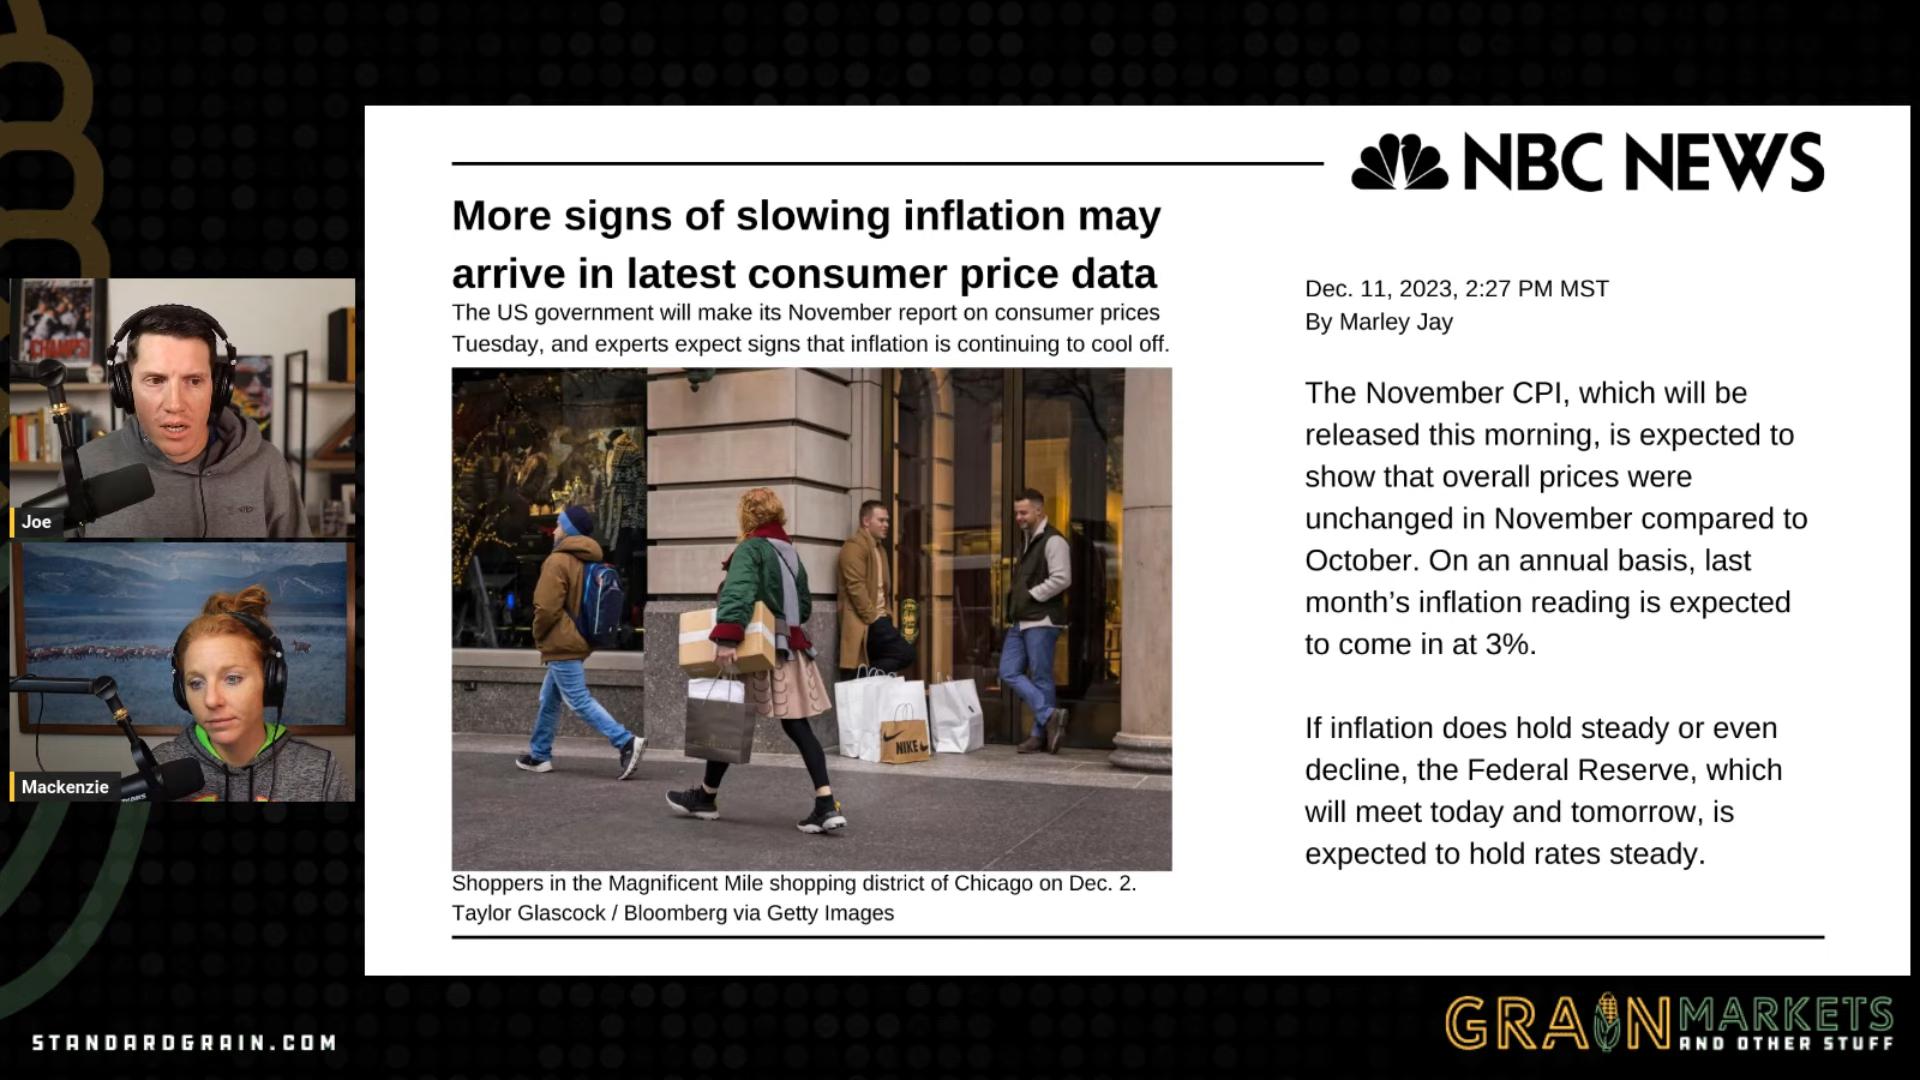 CHAMPS!
Joe
Mackenzie
NBC NEWS
More signs of slowing inflation may
arrive in latest consumer price data
The US government will make its November report on consumer prices
Tuesday, and experts expect signs that inflation is continuing to cool off.
NIKE
Shoppers in the Magnificent Mile shopping district of Chicago on Dec. 2.
Taylor Glascock / Bloomberg via Getty Images
Dec. 11, 2023, 2:27 PM MST
By Marley Jay
The November CPI, which will be
released this morning, is expected to
show that overall prices were
unchanged in November compared to
October. On an annual basis, last
month’s inflation reading is expected
to come in at 3%.
If inflation does hold steady or even
decline, the Federal Reserve, which
will meet today and tomorrow, is
expected to hold rates steady.
STANDARDGRAIN.COM
GRAIN MARKETS
AND OTHER STUFF